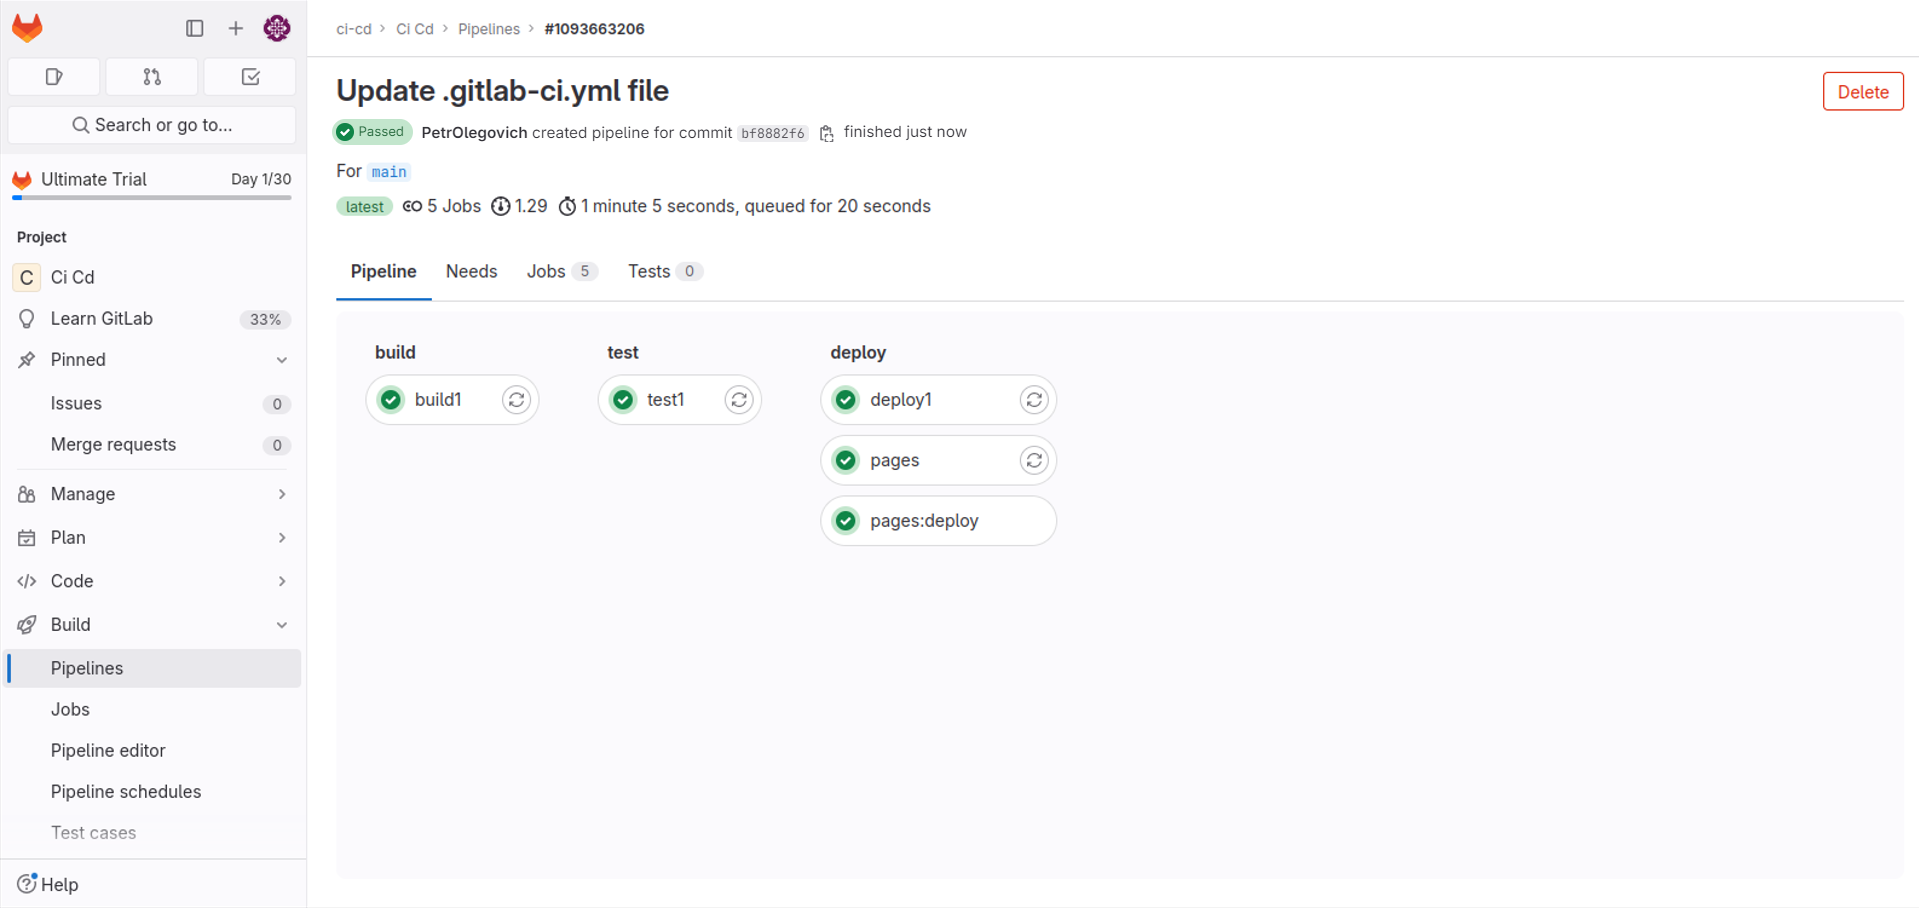 ci-cd > Ci Cd > Pipelines > #1093663206
Search or go to...
Ultimate Trial Day 1/30
Project
C Ci Cd
Learn GitLab 33%
Pinned
Issues 0
Merge requests 0
Manage
Plan
Code
Build
Pipelines
Jobs
Pipeline editor
Pipeline schedules
Test cases
Help
Update .gitlab-ci.yml file
Delete
Passed PetrOlegovich created pipeline for commit bf8882f6 finished just now
For main
latest 5 Jobs 1.29 1 minute 5 seconds, queued for 20 seconds
Pipeline Needs Jobs 5 Tests 0
build test deploy
build1 test1 deploy1
pages
pages:deploy